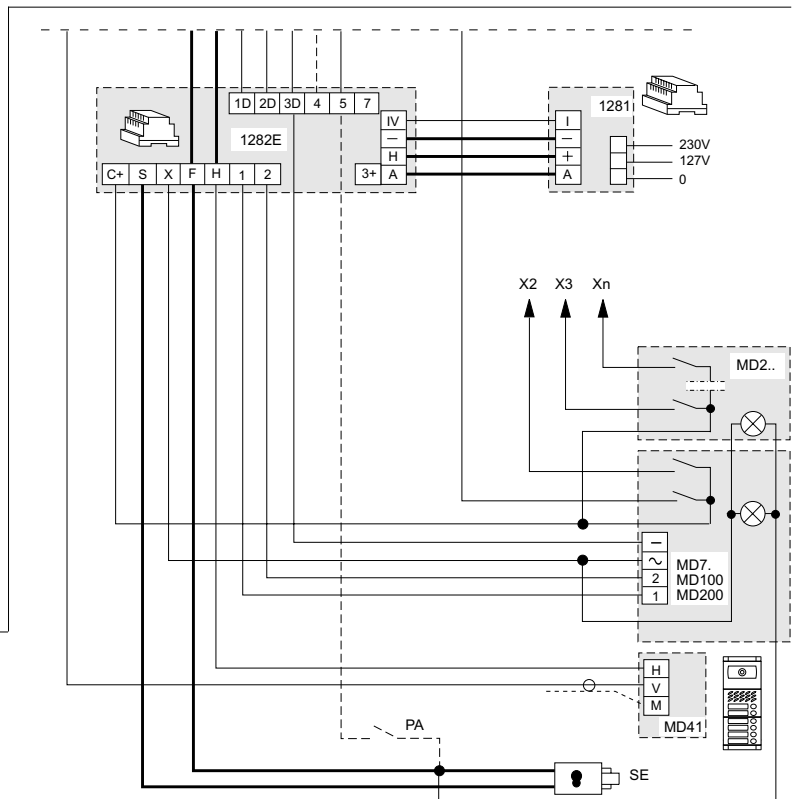 1D 2D 3D 4 5 7
1282E
C+ S X F H 1 2
IV
–
H
3+ A
1281
I
–
+
A
230V
127V
0
X2 X3 Xn
MD2..
–
~
2
1
MD7.
MD100
MD200
H
V
M
MD41
PA
SE